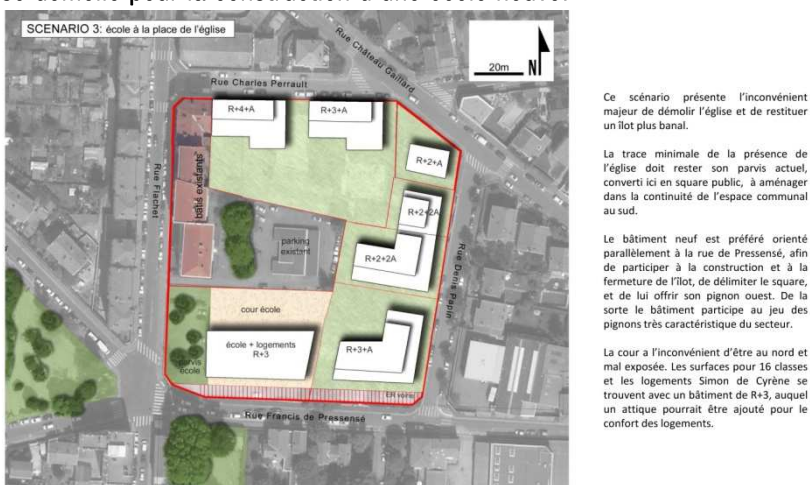 SCENARIO 3: école à la place de l'église
20m
N
Rue Château Gaillard
Rue Charles Perrault
R+4+A
R+3+A
R+2+A
bâtis existants
Rue Flachet
R+2+2A
parking
existant
R+2+2A
Rue Denis Papin
cour école
école + logements
R+3
R+3+A
parvis
école
ER voirie
Rue Francis de Pressensé
Ce scénario présente l'inconvénient
majeur de démolir l'église et de restituer
un îlot plus banal.
La trace minimale de la présence de
l'église doit rester son parvis actuel,
converti ici en square public, à aménager
dans la continuité de l'espace communal
au sud.
Le bâtiment neuf est préféré orienté
parallèlement à la rue de Pressensé, afin
de participer à la construction et à la
fermeture de l'îlot, de délimiter le square,
et de lui offrir son pignon ouest. De la
sorte le bâtiment participe au jeu des
pignons très caractéristique du secteur.
La cour a l'inconvénient d'être au nord et
mal exposée. Les surfaces pour 16 classes
et les logements Simon de Cyrène se
trouvent avec un bâtiment de R+3, auquel
un attique pourrait être ajouté pour le
confort des logements.